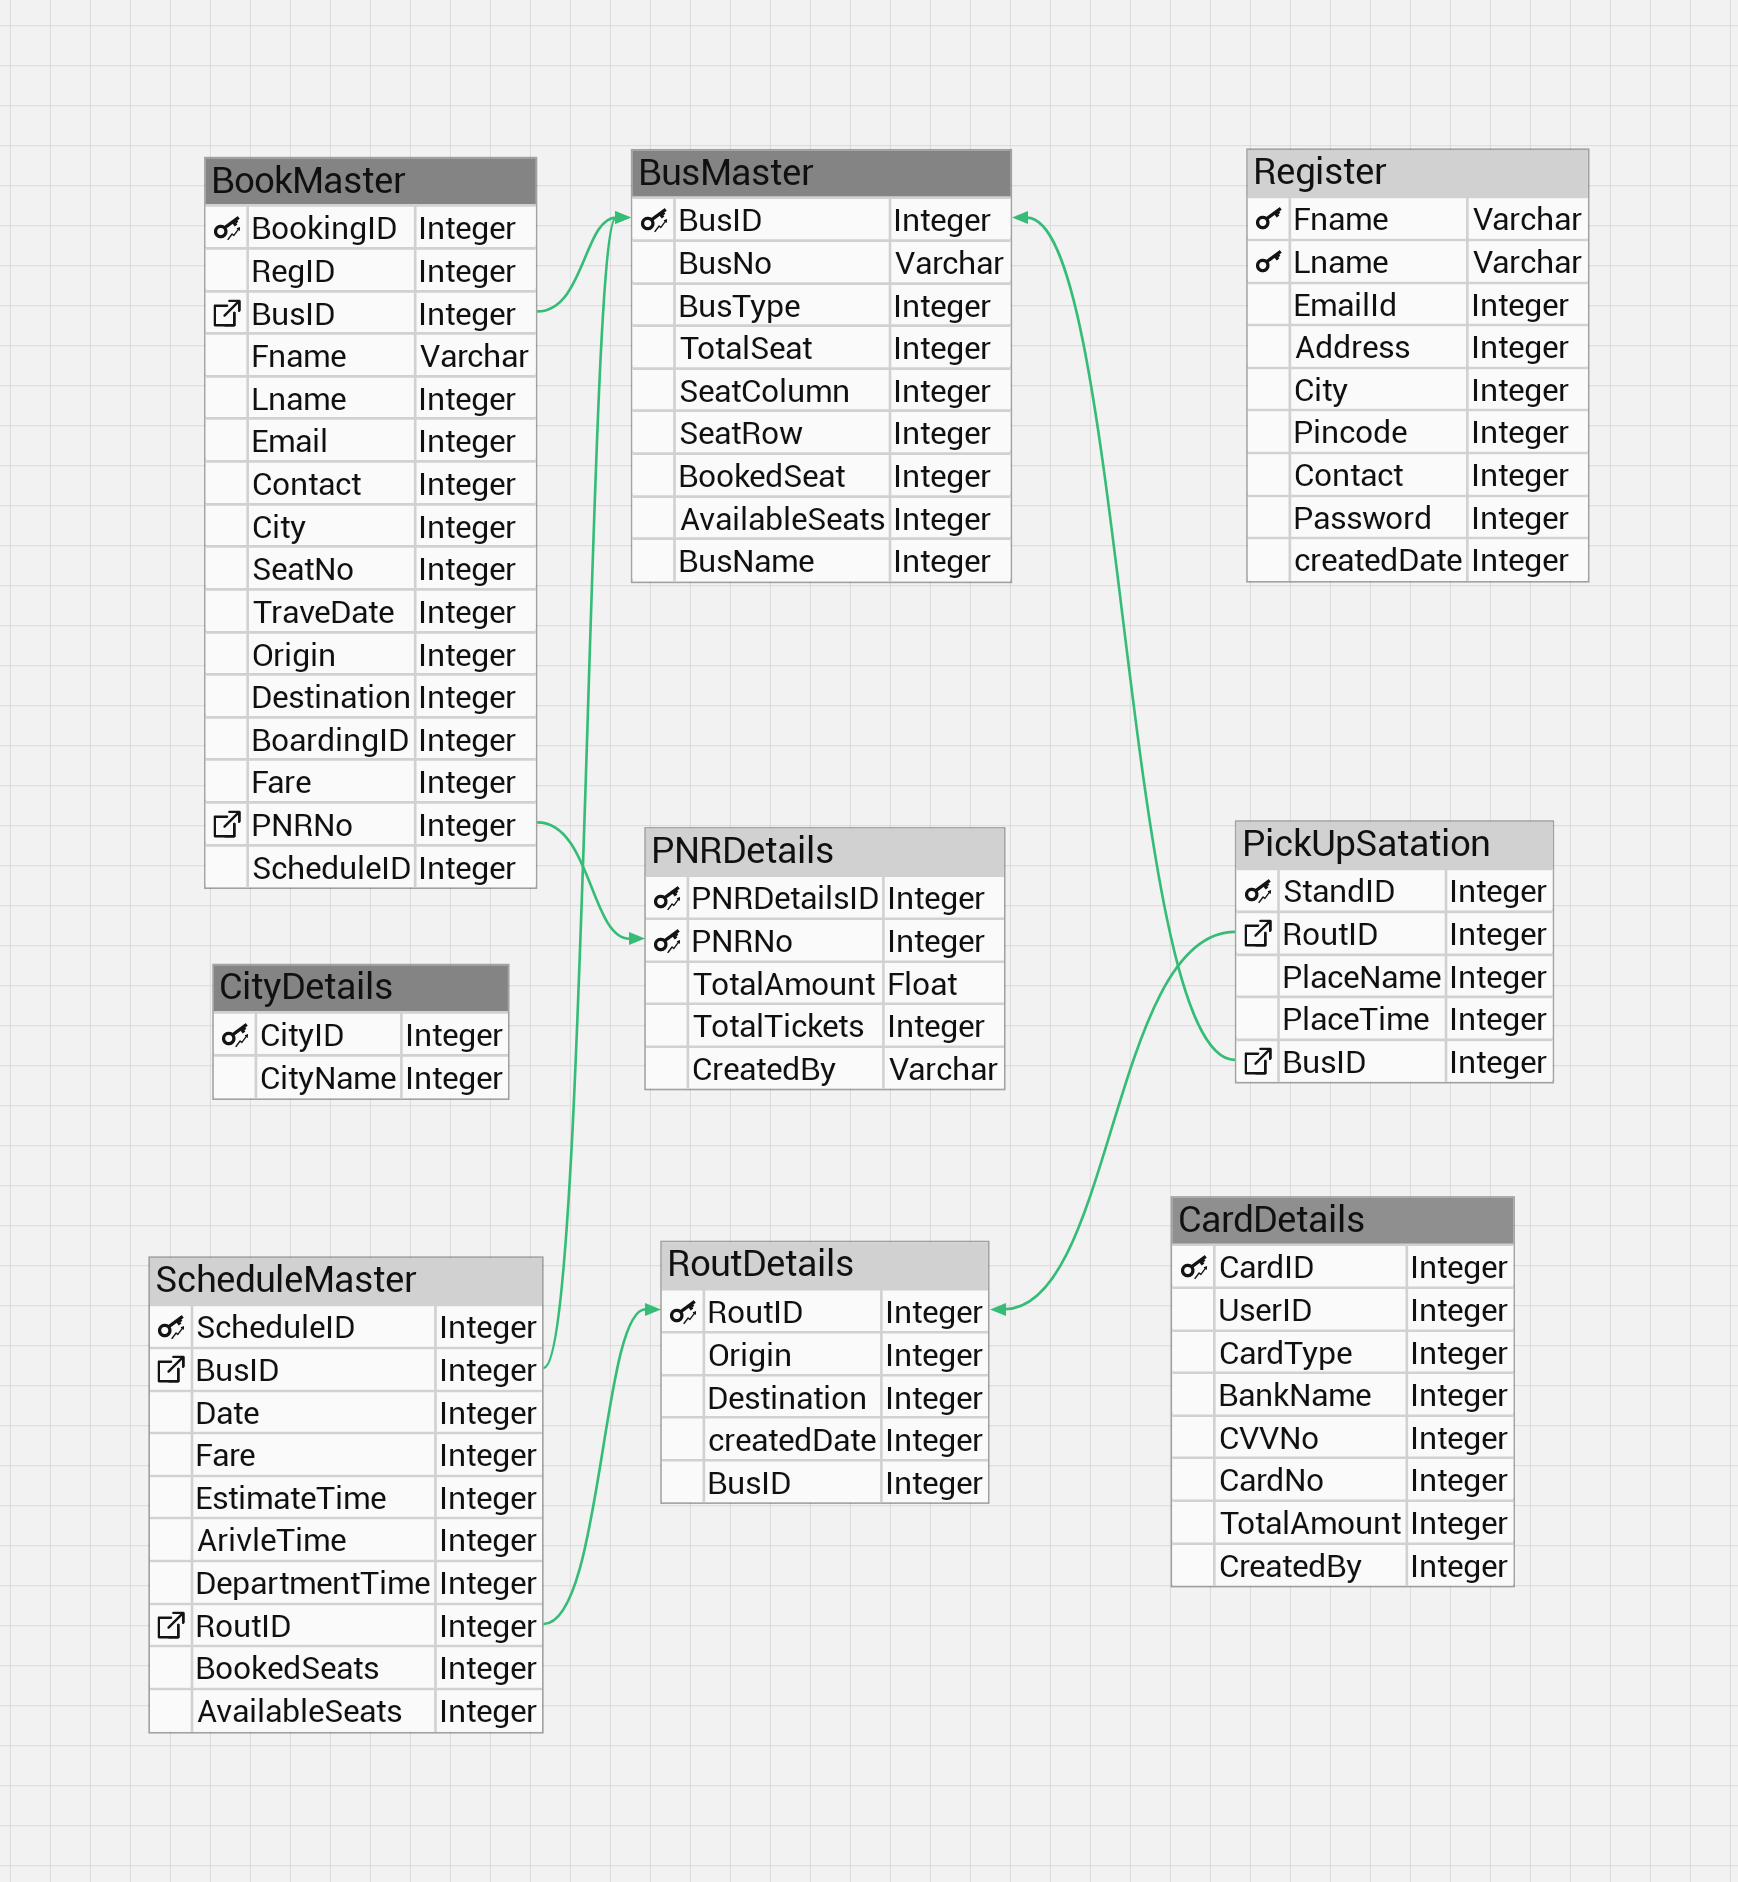 BookMaster
BookingID Integer
RegID Integer
BusID Integer
Fname Varchar
Lname Integer
Email Integer
Contact Integer
City Integer
SeatNo Integer
TraveDate Integer
Origin Integer
Destination Integer
BoardingID Integer
Fare Integer
PNRNo Integer
ScheduleID Integer
BusMaster
BusID Integer
BusNo Varchar
BusType Integer
TotalSeat Integer
SeatColumn Integer
SeatRow Integer
BookedSeat Integer
AvailableSeats Integer
BusName Integer
Register
Fname Varchar
Lname Varchar
EmailId Integer
Address Integer
City Integer
Pincode Integer
Contact Integer
Password Integer
createdDate Integer
PNRDetails
PNRDetailsID Integer
PNRNo Integer
TotalAmount Float
TotalTickets Integer
CreatedBy Varchar
PickUpSatation
StandID Integer
RoutID Integer
PlaceName Integer
PlaceTime Integer
BusID Integer
CityDetails
CityID Integer
CityName Integer
ScheduleMaster
ScheduleID Integer
BusID Integer
Date Integer
Fare Integer
EstimateTime Integer
ArivleTime Integer
DepartmentTime Integer
RoutID Integer
BookedSeats Integer
AvailableSeats Integer
RoutDetails
RoutID Integer
Origin Integer
Destination Integer
createdDate Integer
BusID Integer
CardDetails
CardID Integer
UserID Integer
CardType Integer
BankName Integer
CVVNo Integer
CardNo Integer
TotalAmount Integer
CreatedBy Integer